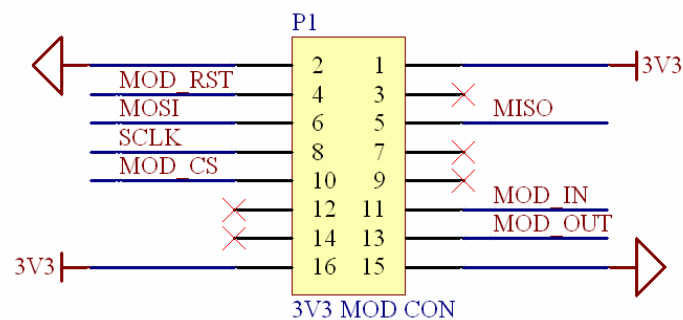 P1
2 1 3V3
MOD_RST 4 3
MOSI 6 5 MISO
SCLK 8 7
MOD_CS 10 9
12 11 MOD_IN
14 13 MOD_OUT
3V3 16 15
3V3 MOD CON